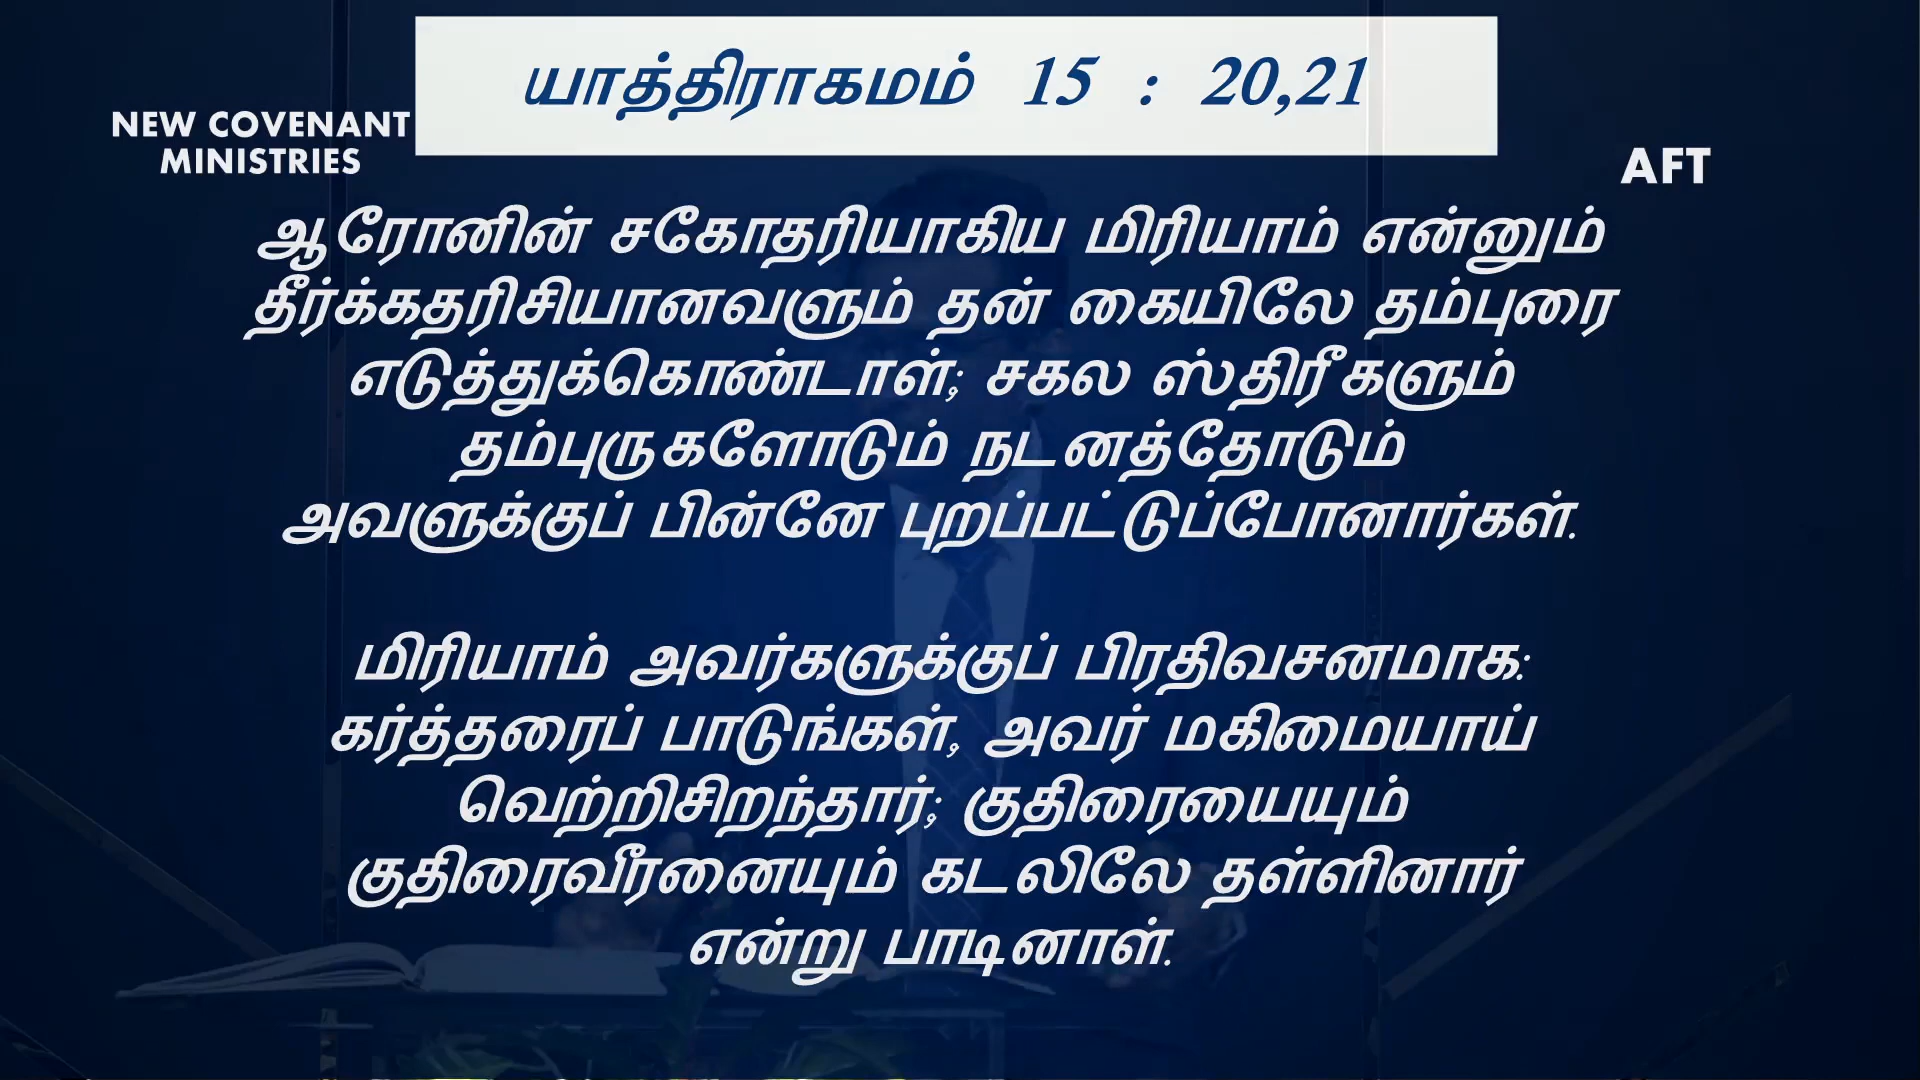 யாத்திராகமம் 15 : 20,21
NEW COVENANT
MINISTRIES
AFT
ஆரோனின் சகோதரியாகிய மிரியாம் என்னும்
தீர்க்கதரிசியானவளும் தன் கையிலே தம்புரை
எடுத்துக்கொண்டாள்; சகல ஸ்திரீகளும்
தம்புருகளோடும் நடனத்தோடும்
அவளுக்குப் பின்னே புறப்பட்டுப்போனார்கள்.
மிரியாம் அவர்களுக்குப் பிரதிவசனமாக:
கர்த்தரைப் பாடுங்கள், அவர் மகிமையாய்
வெற்றிசிறந்தார்; குதிரையையும்
குதிரைவீரனையும் கடலிலே தள்ளினார்
என்று பாடினாள்.